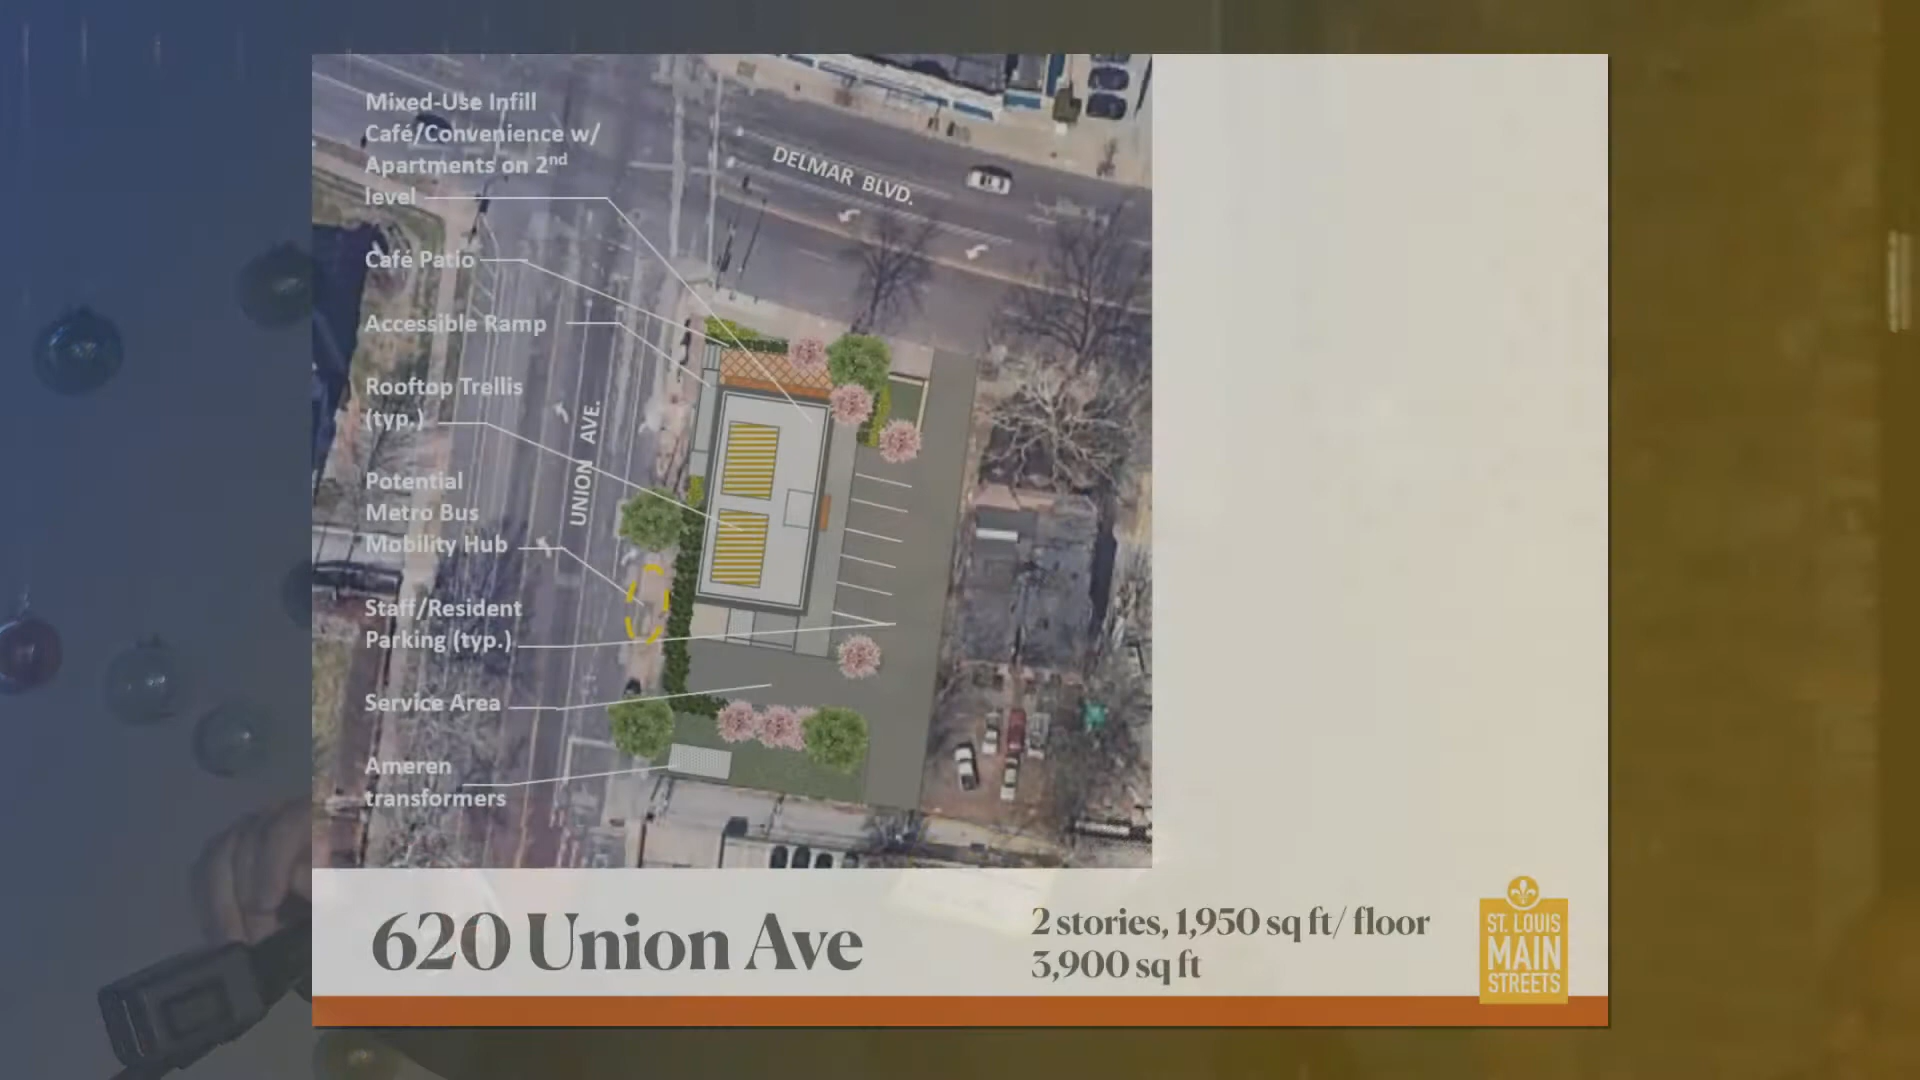 Mixed-Use Infill
Café/Convenience w/
Apartments on 2nd
level
DELMAR BLVD.
Café Patio
Accessible Ramp
Rooftop Trellis
(typ.)
UNION AVE.
Potential
Metro Bus
Mobility Hub
Staff/Resident
Parking (typ.)
Service Area
Ameren
transformers
620 Union Ave
2 stories, 1,950 sq ft/ floor
3,900 sq ft
ST. LOUIS
MAIN
STREETS